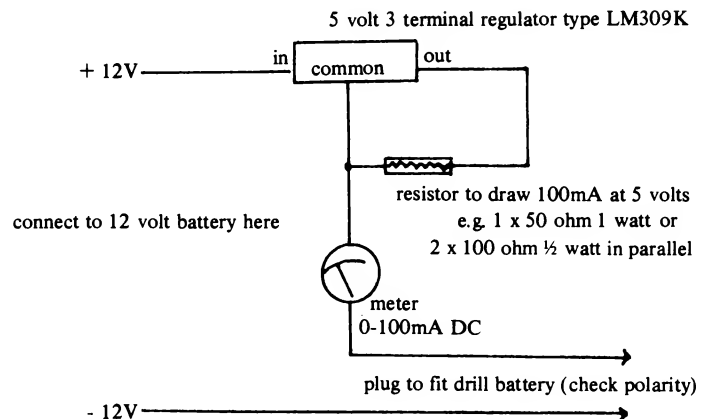 5 volt 3 terminal regulator type LM309K
in
out
+ 12V
common
resistor to draw 100mA at 5 volts
e.g. 1 x 50 ohm 1 watt or
2 x 100 ohm ½ watt in parallel
connect to 12 volt battery here
meter
0-100mA DC
plug to fit drill battery (check polarity)
- 12V